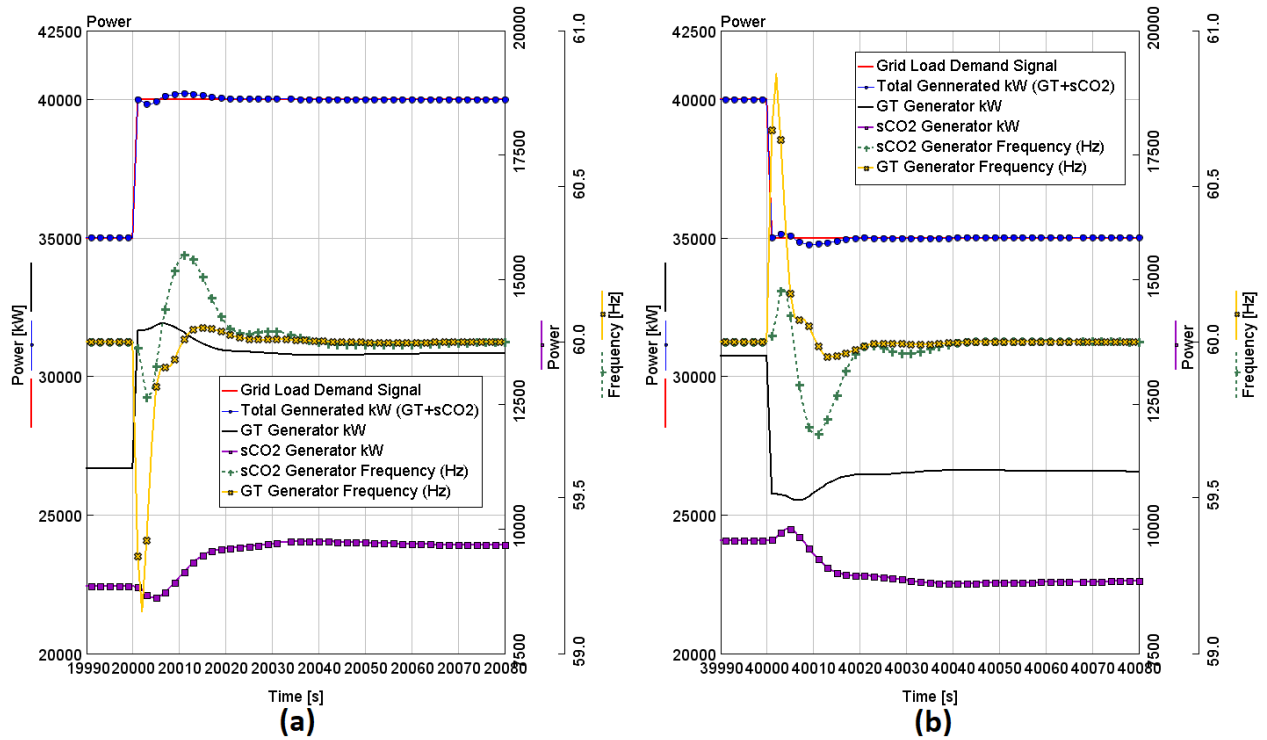 Power
42500
40000
35000
30000
25000
20000
Power [kW]
20000
17500
15000
12500
10000
7500
Power
61.0
60.5
60.0
59.5
59.0
Frequency [Hz]
Grid Load Demand Signal
Total Gennerated kW (GT+sCO2)
GT Generator kW
sCO2 Generator kW
sCO2 Generator Frequency (Hz)
GT Generator Frequency (Hz)
19990 20000 20010 20020 20030 20040 20050 20060 20070 20080
Time [s]
(a)
Power
42500
40000
35000
30000
25000
20000
Power [kW]
20000
17500
15000
12500
10000
7500
Power
61.0
60.5
60.0
59.5
59.0
Frequency [Hz]
Grid Load Demand Signal
Total Gennerated kW (GT+sCO2)
GT Generator kW
sCO2 Generator kW
sCO2 Generator Frequency (Hz)
GT Generator Frequency (Hz)
39990 40000 40010 40020 40030 40040 40050 40060 40070 40080
Time [s]
(b)